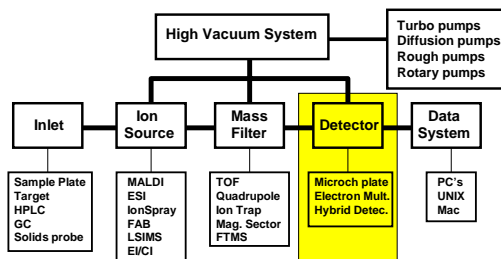 High Vacuum System
Turbo pumps
Diffusion pumps
Rough pumps
Rotary pumps
Inlet
Ion
Source
Mass
Filter
Detector
Data
System
Sample Plate
Target
HPLC
GC
Solids probe
MALDI
ESI
IonSpray
FAB
LSIMS
EI/CI
TOF
Quadrupole
Ion Trap
Mag. Sector
FTMS
Microch plate
Electron Mult.
Hybrid Detec.
PC's
UNIX
Mac